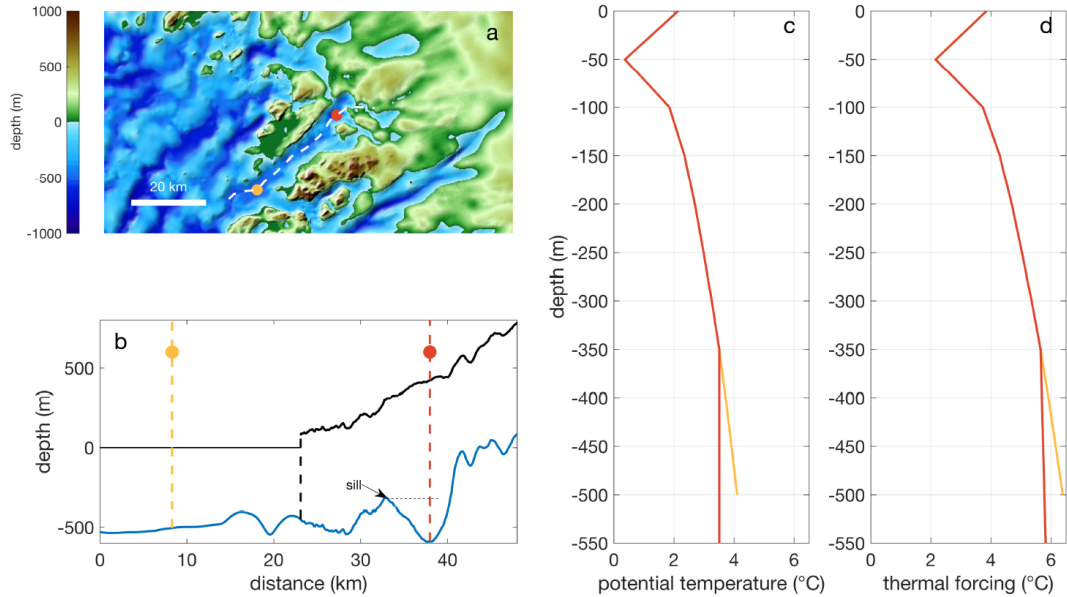 a
1000
500
0
-500
-1000
depth (m)
20 km
b
500
0
-500
depth (m)
sill
0 10 20 30 40
distance (km)
c
0
-50
-100
-150
-200
-250
-300
-350
-400
-450
-500
-550
depth (m)
0 2 4 6
potential temperature (°C)
d
0
-50
-100
-150
-200
-250
-300
-350
-400
-450
-500
-550
0 2 4 6
thermal forcing (°C)